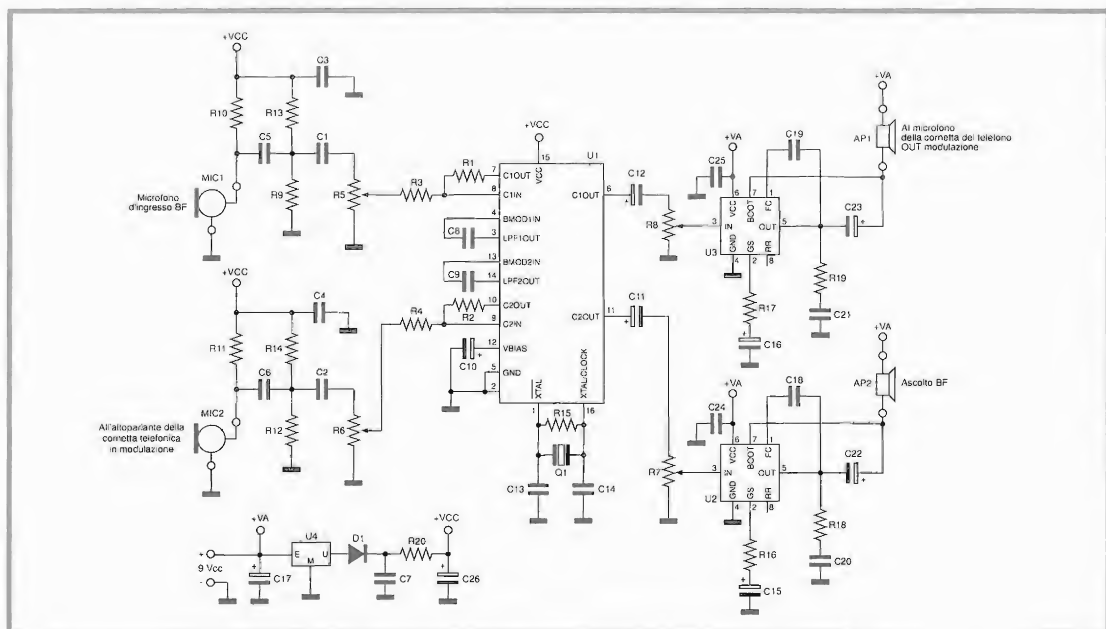 +VCC
C3
R10
R13
C5
C1
MIC1
Microfono
d'ingresso BF
R9
R5
R3
R1
+VCC
15
VCC
U1
7
C1OUT
8
C1IN
4
BMOD1IN
3
LPF1OUT
C8
13
BMOD2IN
14
LPF2OUT
C9
10
C2OUT
R2
9
C2IN
R4
12
VBIAS
C10
+
5
GND
2
XTAL
XTAL/CLOCK
1
16
R15
Q1
C13
C14
6
C1OUT
C12
+
R8
11
C2OUT
C11
+
R7
+VCC
C4
R11
R14
C6
C2
MIC2
All'altoparlante della
cornetta telefonica
in modulazione
R12
R6
+VA
C25
C19
6
7
1
VCC
BOOT
FC
3
IN
OUT
5
GND
GS
RR
U3
4
2
8
C23
+
R17
R19
+
C16
C21
+VA
AP1
Al microfono
della cornetta del telefono
OUT modulazione
+VA
C24
C18
6
7
1
VCC
BOOT
FC
3
IN
OUT
5
GND
GS
RR
U2
4
2
8
C22
+
R16
R18
+
C15
C20
+VA
AP2
Ascolto BF
+VA
+
9 Vcc
-
+
C17
U4
E
U
M
D1
C7
R20
+VCC
+
C26